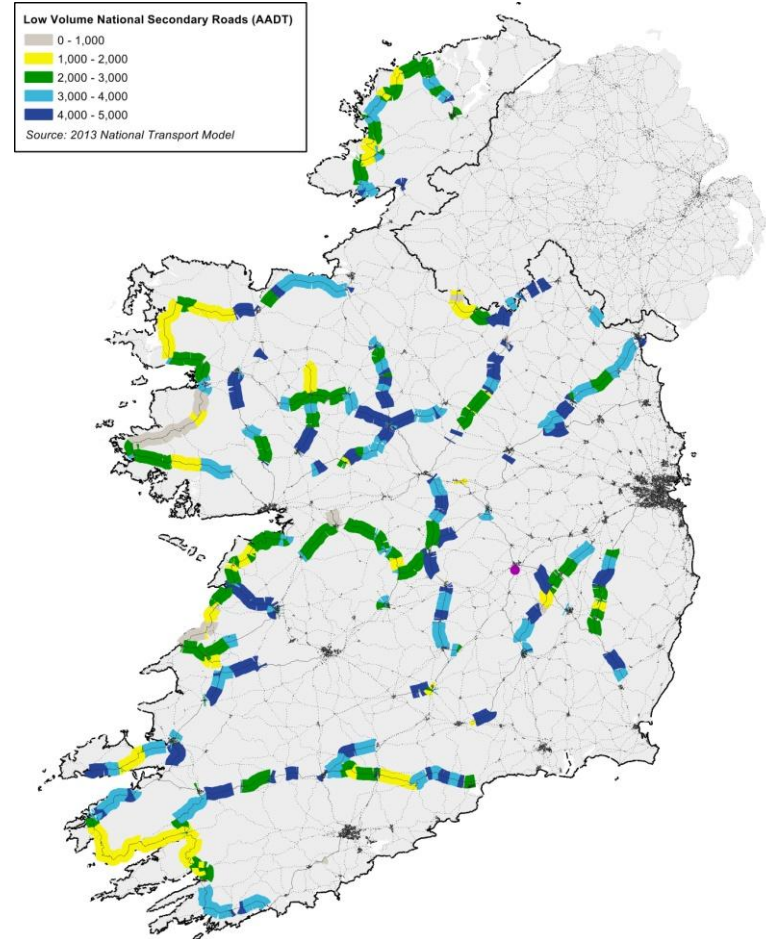 Low Volume National Secondary Roads (AADT)
0 - 1,000
1,000 - 2,000
2,000 - 3,000
3,000 - 4,000
4,000 - 5,000
Source: 2013 National Transport Model